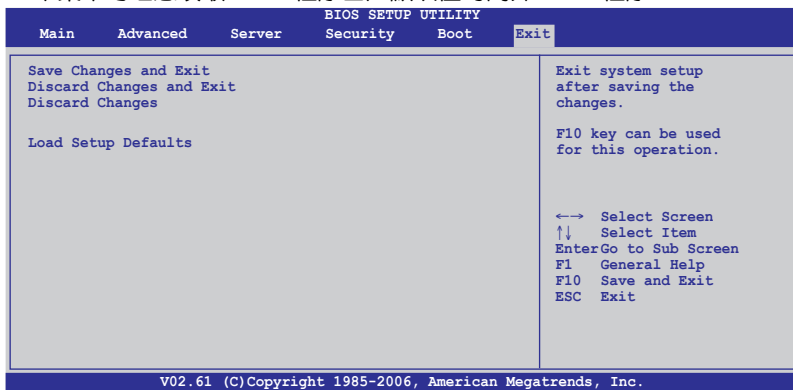 BIOS SETUP UTILITY
Main Advanced Server Security Boot Exit
Save Changes and Exit
Discard Changes and Exit
Discard Changes
Load Setup Defaults
Exit system setup
after saving the
changes.
F10 key can be used
for this operation.
←→ Select Screen
↑↓ Select Item
Enter Go to Sub Screen
F1 General Help
F10 Save and Exit
ESC Exit
V02.61 (C)Copyright 1985-2006, American Megatrends, Inc.